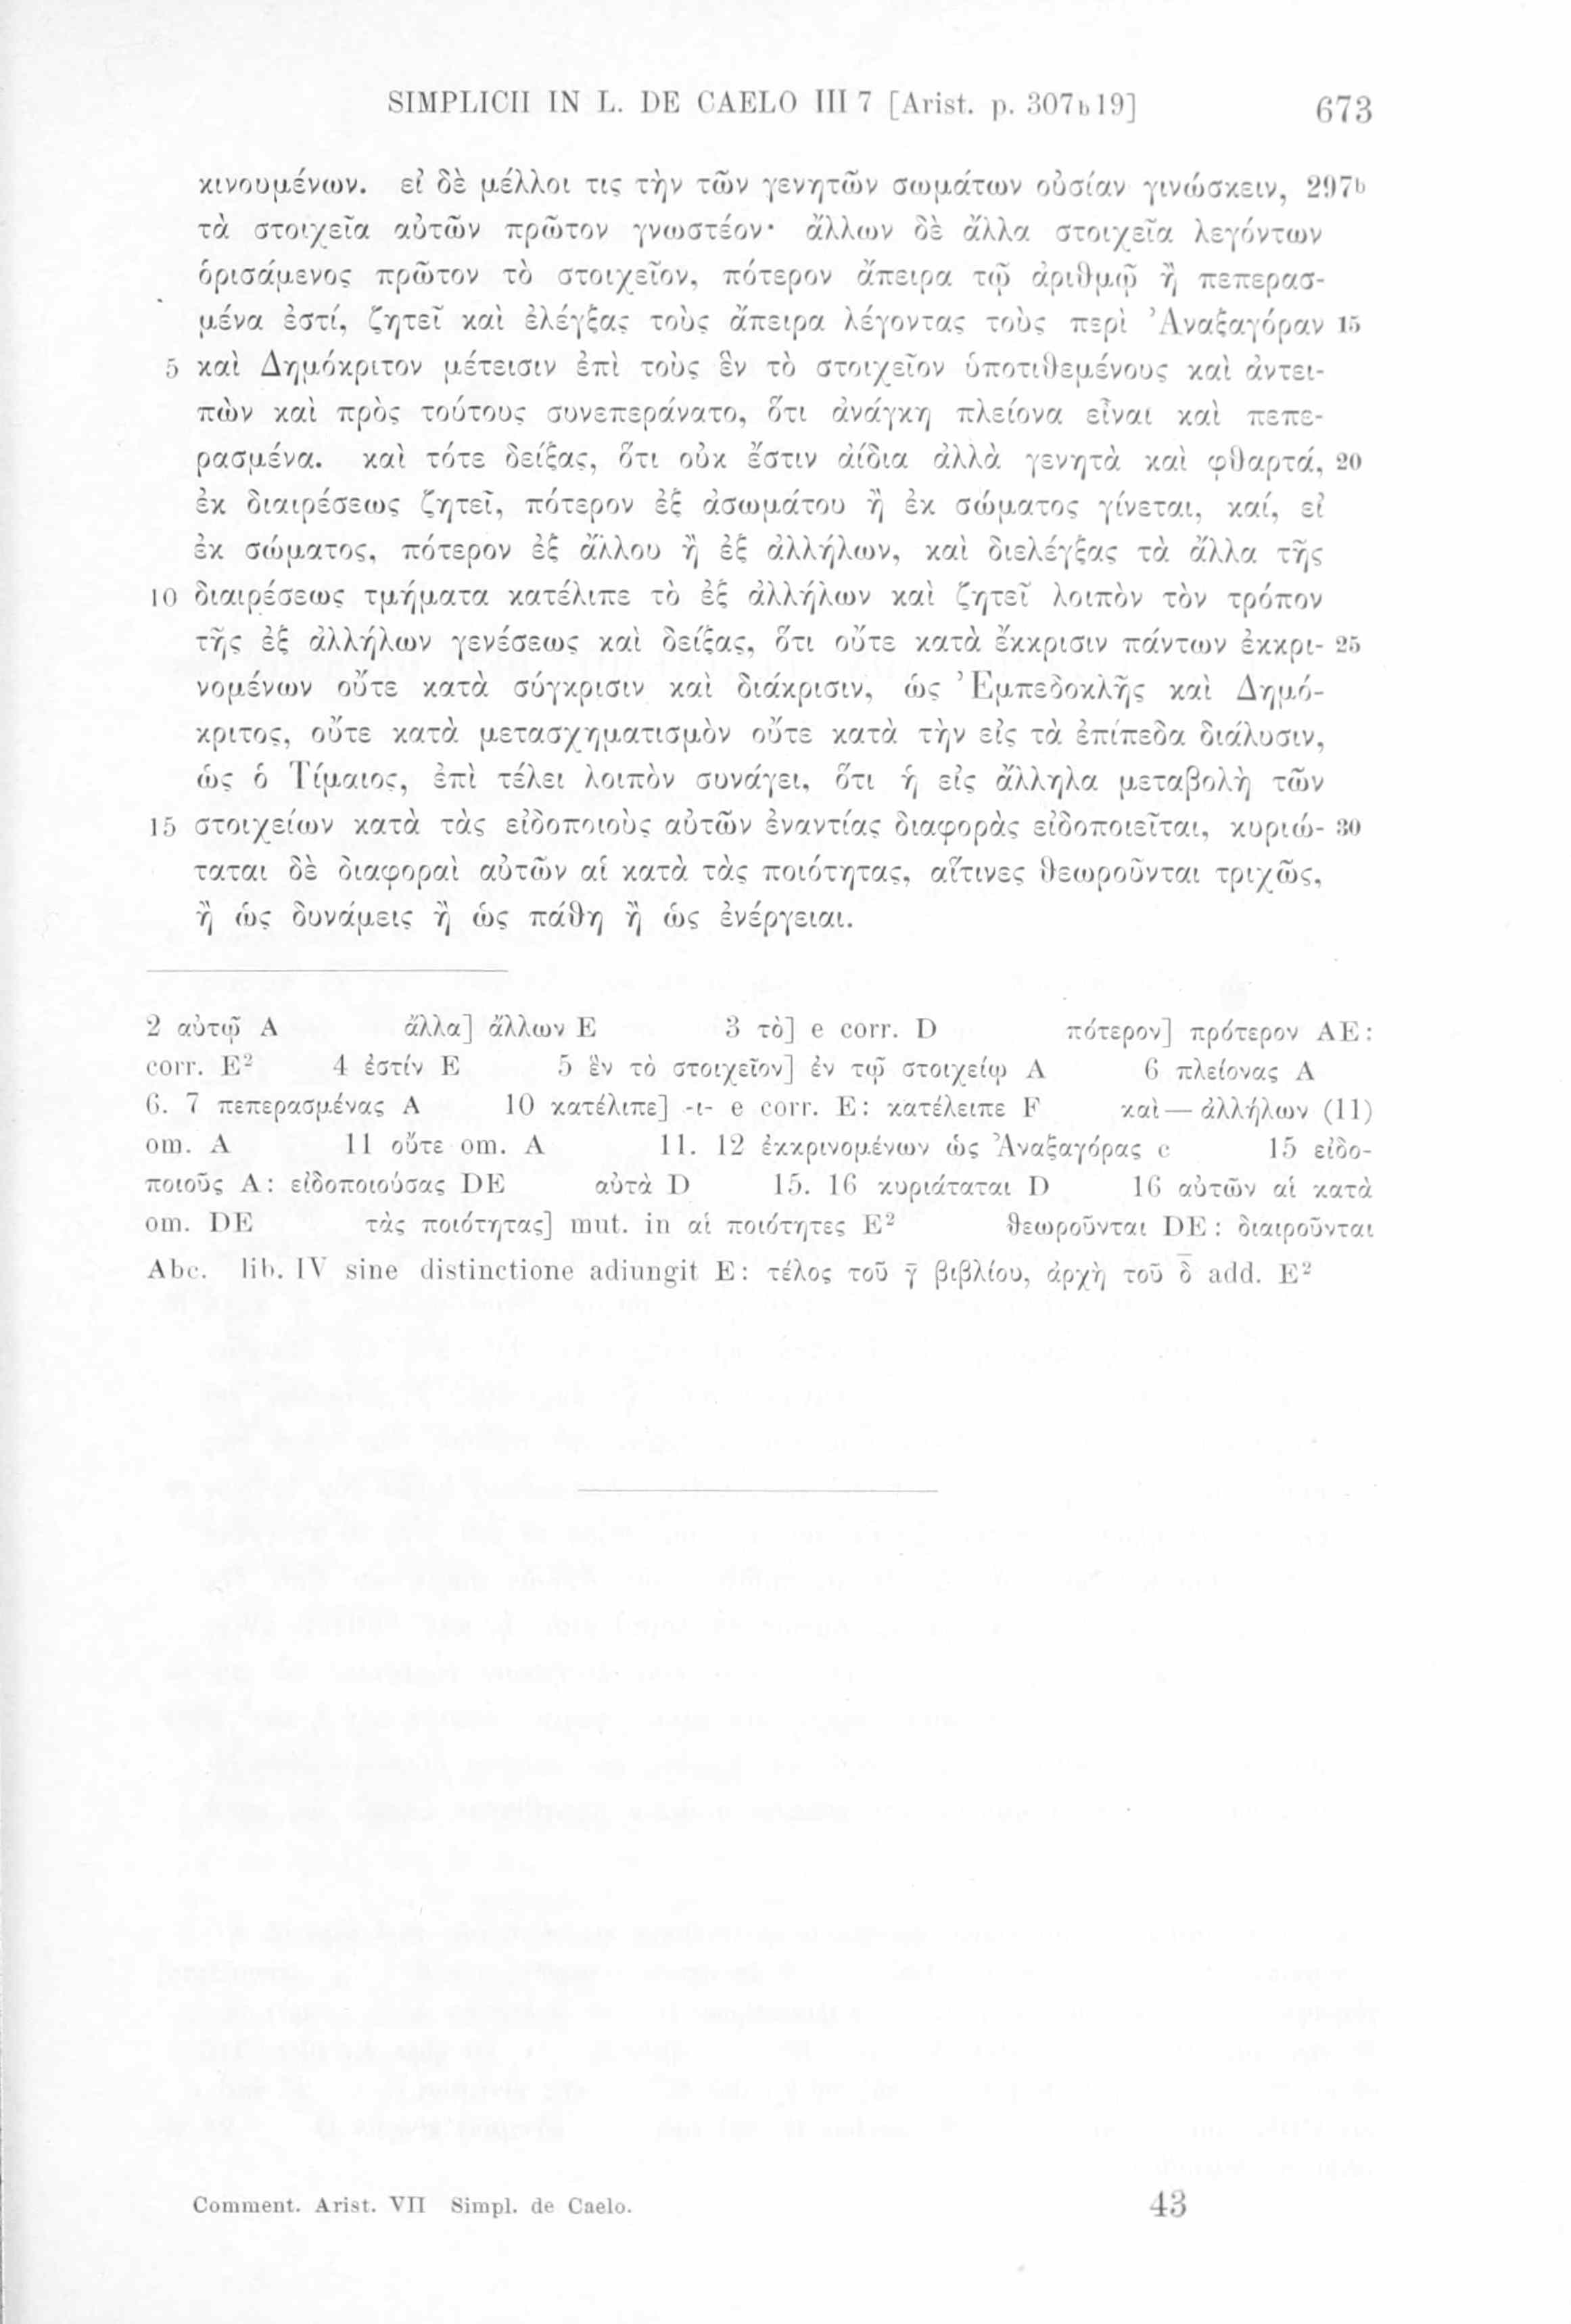 SIMPLICII IN L. DE CAELO III 7 [Arist. p. 307b19] 673
κινουμένων. εἰ δὲ μέλλοι τις τὴν τῶν γενητῶν σωμάτων οὐσίαν γινώσκειν, 297b
τὰ στοιχεῖα αὐτῶν πρῶτον γνωστέον· ἄλλων δὲ ἄλλα στοιχεῖα λεγόντων
ὁρισάμενος πρῶτον τὸ στοιχεῖον, πότερον ἄπειρα τῷ ἀριθμῷ ἢ πεπερασ-
μένα ἐστί, ζητεῖ καὶ ἐλέγξας τοὺς ἄπειρα λέγοντας τοὺς περὶ Ἀναξαγόραν 15
5 καὶ Δημόκριτον μέτεισιν ἐπὶ τοὺς ἓν τὸ στοιχεῖον ὑποτιθεμένους καὶ ἀντει-
πὼν καὶ πρὸς τούτους συνεπεράνατο, ὅτι ἀνάγκη πλείονα εἶναι καὶ πεπε-
ρασμένα. καὶ τότε δείξας, ὅτι οὐκ ἔστιν ἀίδια ἀλλὰ γενητὰ καὶ φθαρτά, 20
ἐκ διαιρέσεως ζητεῖ, πότερον ἐξ ἀσωμάτου ἢ ἐκ σώματος γίνεται, καί, εἰ
ἐκ σώματος, πότερον ἐξ ἄλλου ἢ ἐξ ἀλλήλων, καὶ διελέγξας τὰ ἄλλα τῆς
10 διαιρέσεως τμήματα κατέλιπε τὸ ἐξ ἀλλήλων καὶ ζητεῖ λοιπὸν τὸν τρόπον
τῆς ἐξ ἀλλήλων γενέσεως καὶ δείξας, ὅτι οὔτε κατὰ ἔκκρισιν πάντων ἐκκρι- 25
νομένων οὔτε κατὰ σύγκρισιν καὶ διάκρισιν, ὡς Ἐμπεδοκλῆς καὶ Δημό-
κριτος, οὔτε κατὰ μετασχηματισμὸν οὔτε κατὰ τὴν εἰς τὰ ἐπίπεδα διάλυσιν,
ὡς ὁ Τίμαιος, ἐπὶ τέλει λοιπὸν συνάγει, ὅτι ἡ εἰς ἄλληλα μεταβολὴ τῶν
15 στοιχείων κατὰ τὰς εἰδοποιοὺς αὐτῶν ἐναντίας διαφορὰς εἰδοποιεῖται, κυριώ- 30
ταται δὲ διαφοραὶ αὐτῶν αἱ κατὰ τὰς ποιότητας, αἵτινες θεωροῦνται τριχῶς,
ἢ ὡς δυνάμεις ἢ ὡς πάθη ἢ ὡς ἐνέργειαι.
2 αὐτῷ A ἄλλα] ἄλλων E 3 τὸ] e corr. D πότερον] πρότερον AE:
corr. E² 4 ἐστίν E 5 ἓν τὸ στοιχεῖον] ἐν τῷ στοιχείῳ A 6 πλείονας A
6. 7 πεπερασμένας A 10 κατέλιπε] -ι- e corr. E: κατέλειπε F καὶ—ἀλλήλων (11)
om. A 11 οὔτε om. A 11. 12 ἐκκρινομένων ὡς Ἀναξαγόρας c 15 εἰδο-
ποιοῦς A: εἰδοποιούσας DE αὐτὰ D 15. 16 κυριάταται D 16 αὐτῶν αἱ κατὰ
om. DE τὰς ποιότητας] mut. in αἱ ποιότητες E² θεωροῦνται DE: διαιροῦνται
Abc. lib. IV sine distinctione adiungit E: τέλος τοῦ γ̄ βιβλίου, ἀρχὴ τοῦ δ̄ add. E²
Comment. Arist. VII Simpl. de Caelo. 43